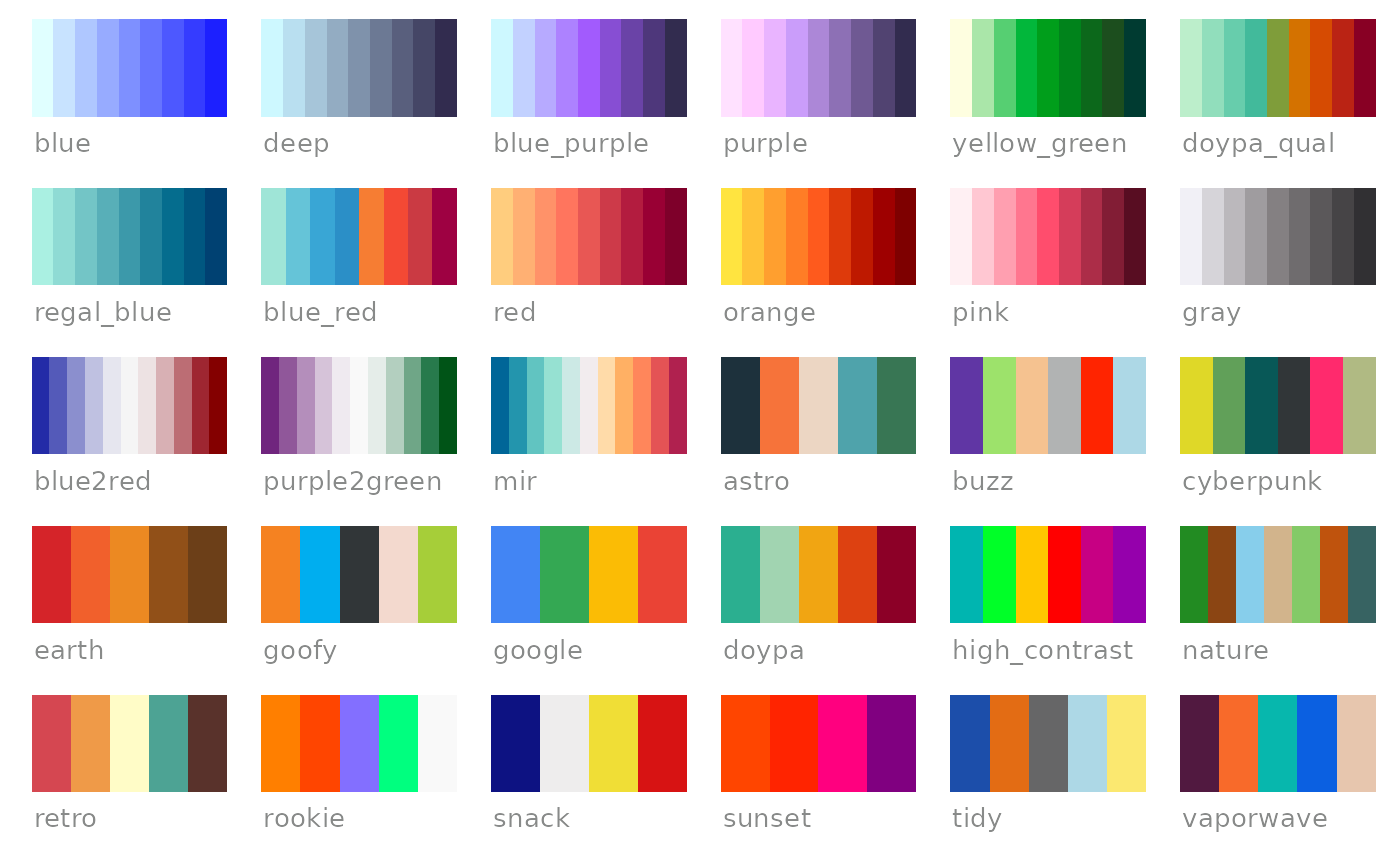 blue deep blue_purple purple yellow_green doypa_qual
regal_blue blue_red red orange pink gray
blue2red purple2green mir astro buzz cyberpunk
earth goofy google doypa high_contrast nature
retro rookie snack sunset tidy vaporwave